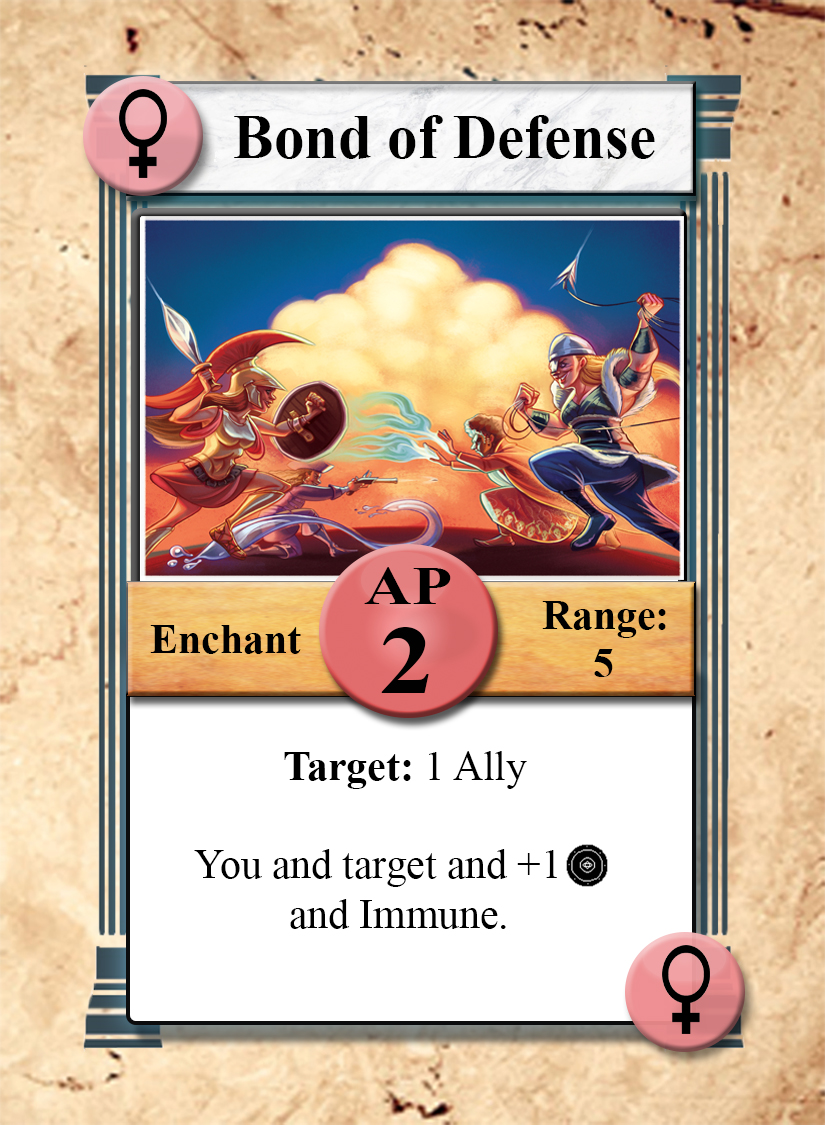 Bond of Defense
Enchant
AP
2
Range:
5
Target: 1 Ally
You and target and +1
and Immune.